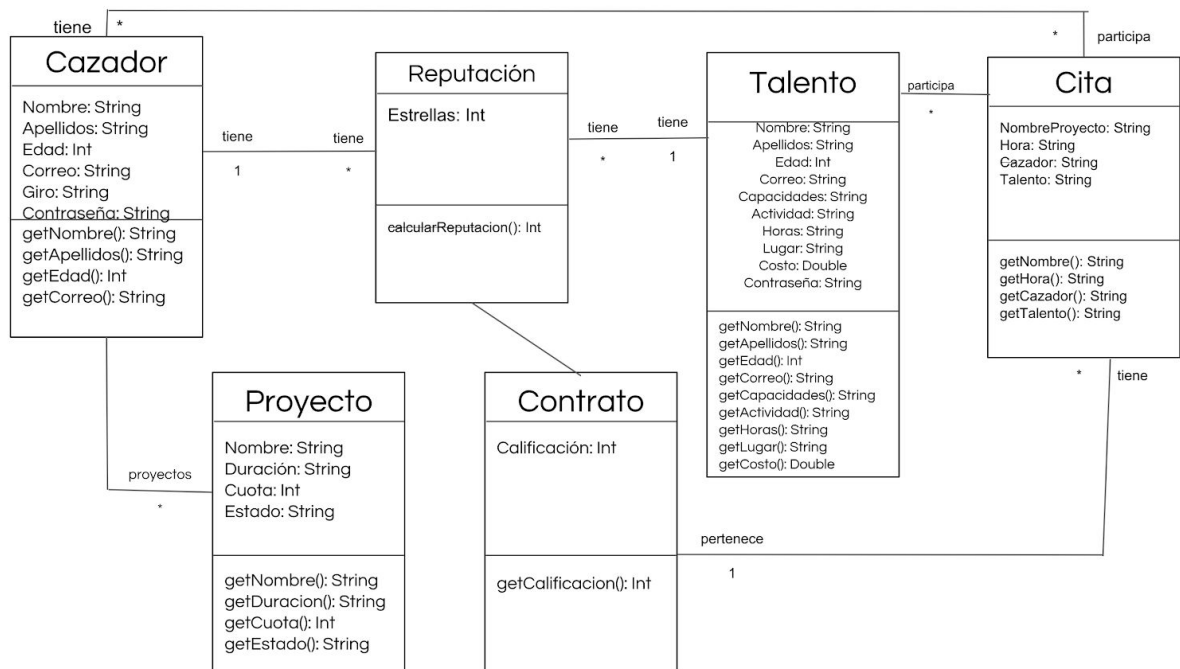 tiene *
* participa
Cazador
Nombre: String
Apellidos: String
Edad: Int
Correo: String
Giro: String
Contraseña: String
getNombre(): String
getApellidos(): String
getEdad(): Int
getCorreo(): String
tiene tiene
1 *
Reputación
Estrellas: Int
calcularReputacion(): Int
tiene tiene
* 1
Talento
Nombre: String
Apellidos: String
Edad: Int
Correo: String
Capacidades: String
Actividad: String
Horas: String
Lugar: String
Costo: Double
Contraseña: String
getNombre(): String
getApellidos(): String
getEdad(): Int
getCorreo(): String
getCapacidades(): String
getActividad(): String
getHoras(): String
getLugar(): String
getCosto(): Double
participa
*
Cita
NombreProyecto: String
Hora: String
Cazador: String
Talento: String
getNombre(): String
getHora(): String
getCazador(): String
getTalento(): String
* tiene
proyectos
*
Proyecto
Nombre: String
Duración: String
Cuota: Int
Estado: String
getNombre(): String
getDuracion(): String
getCuota(): Int
getEstado(): String
Contrato
Calificación: Int
getCalificacion(): Int
pertenece
1